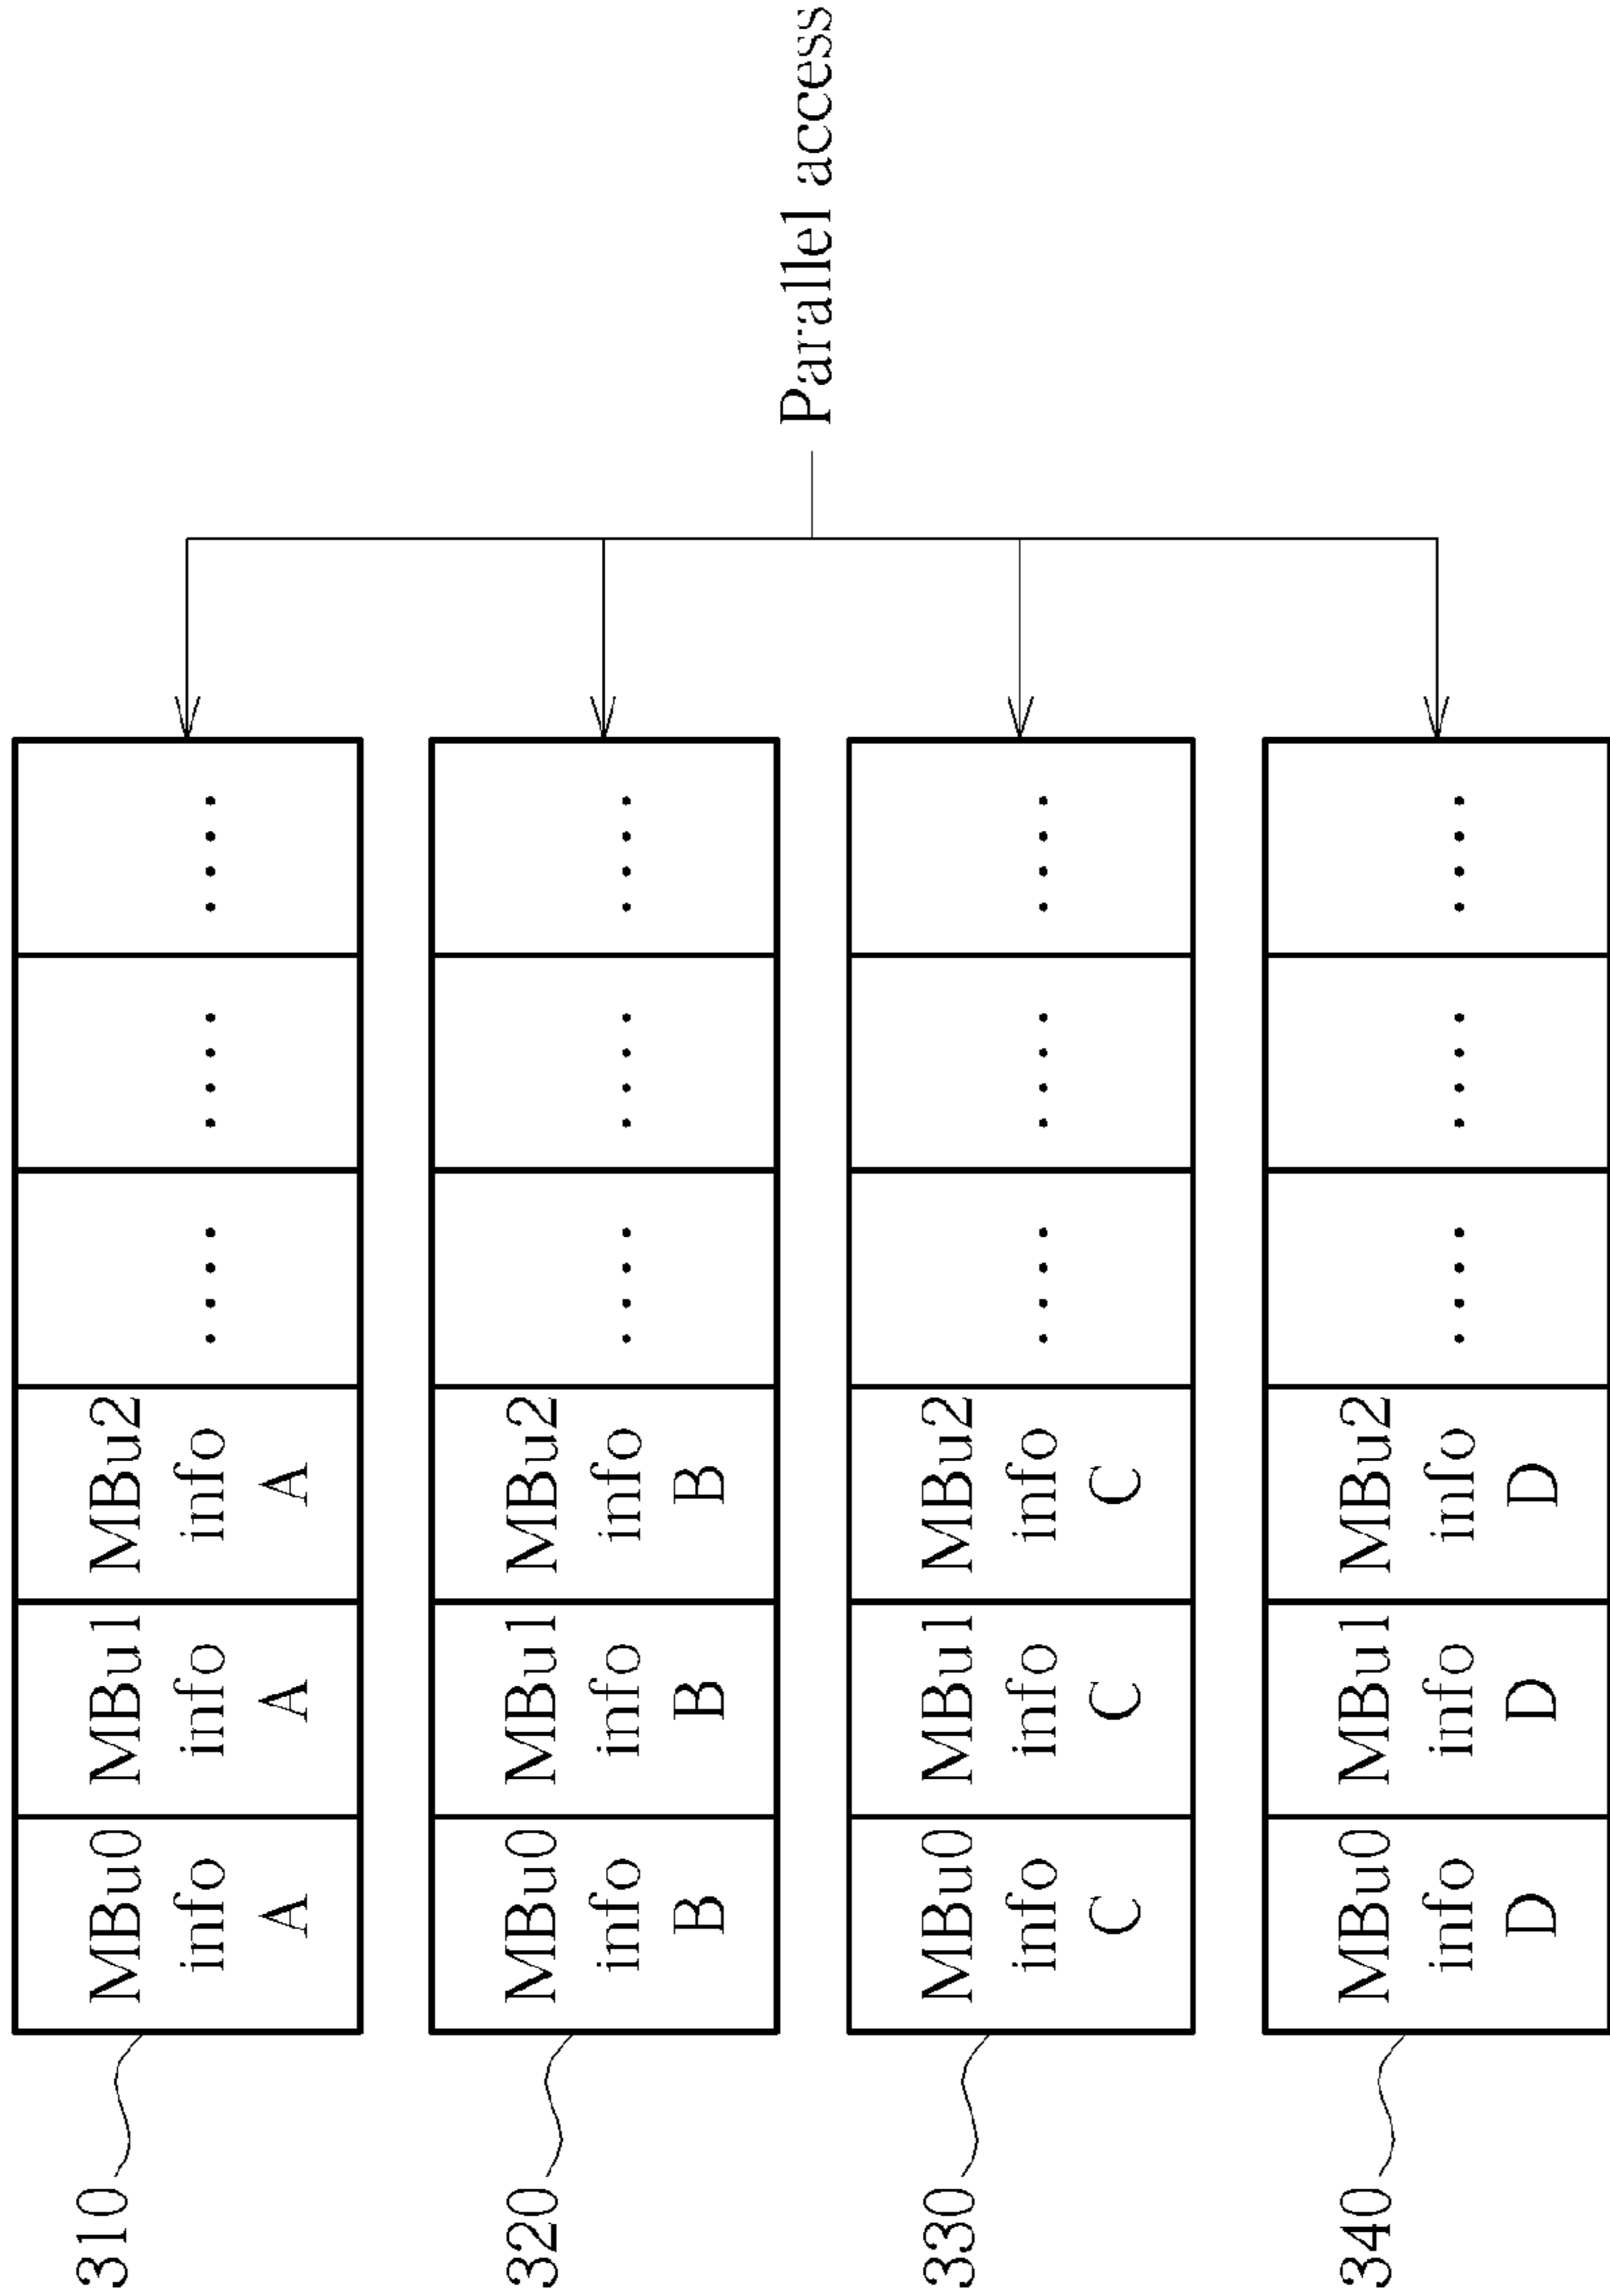 310
MBu0
info
A
MBu1
info
A
MBu2
info
A
....
....
....
320
MBu0
info
B
MBu1
info
B
MBu2
info
B
....
....
....
Parallel access
330
MBu0
info
C
MBu1
info
C
MBu2
info
C
....
....
....
340
MBu0
info
D
MBu1
info
D
MBu2
info
D
....
....
....